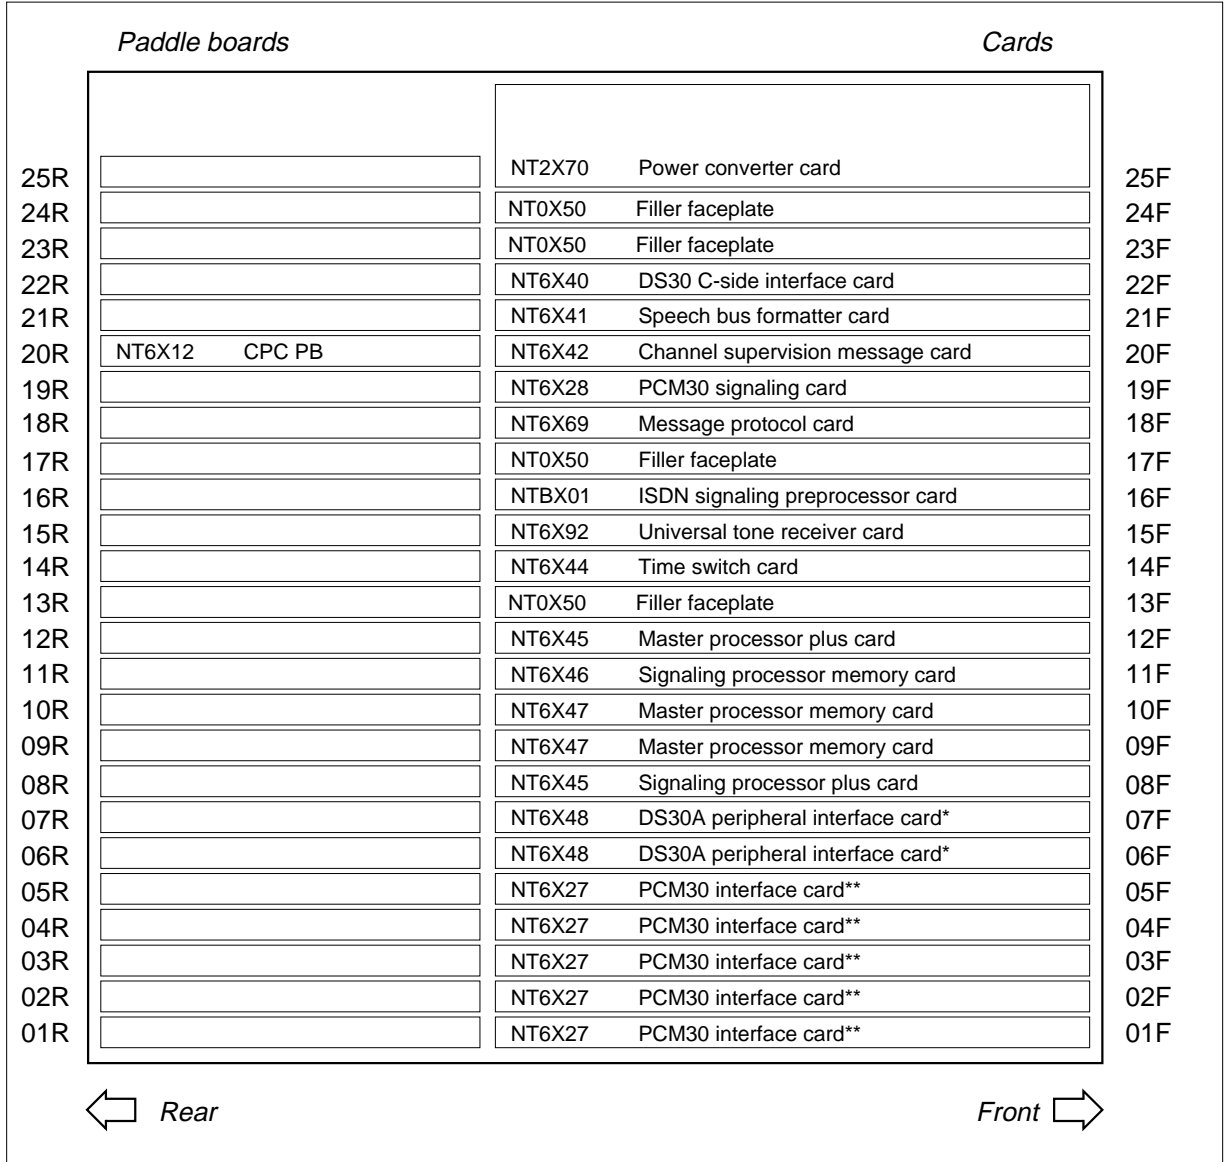 Paddle boards Cards
25R NT2X70 Power converter card 25F
24R NT0X50 Filler faceplate 24F
23R NT0X50 Filler faceplate 23F
22R NT6X40 DS30 C-side interface card 22F
21R NT6X41 Speech bus formatter card 21F
20R NT6X12 CPC PB NT6X42 Channel supervision message card 20F
19R NT6X28 PCM30 signaling card 19F
18R NT6X69 Message protocol card 18F
17R NT0X50 Filler faceplate 17F
16R NTBX01 ISDN signaling preprocessor card 16F
15R NT6X92 Universal tone receiver card 15F
14R NT6X44 Time switch card 14F
13R NT0X50 Filler faceplate 13F
12R NT6X45 Master processor plus card 12F
11R NT6X46 Signaling processor memory card 11F
10R NT6X47 Master processor memory card 10F
09R NT6X47 Master processor memory card 09F
08R NT6X45 Signaling processor plus card 08F
07R NT6X48 DS30A peripheral interface card* 07F
06R NT6X48 DS30A peripheral interface card* 06F
05R NT6X27 PCM30 interface card** 05F
04R NT6X27 PCM30 interface card** 04F
03R NT6X27 PCM30 interface card** 03F
02R NT6X27 PCM30 interface card** 02F
01R NT6X27 PCM30 interface card** 01F
Rear Front